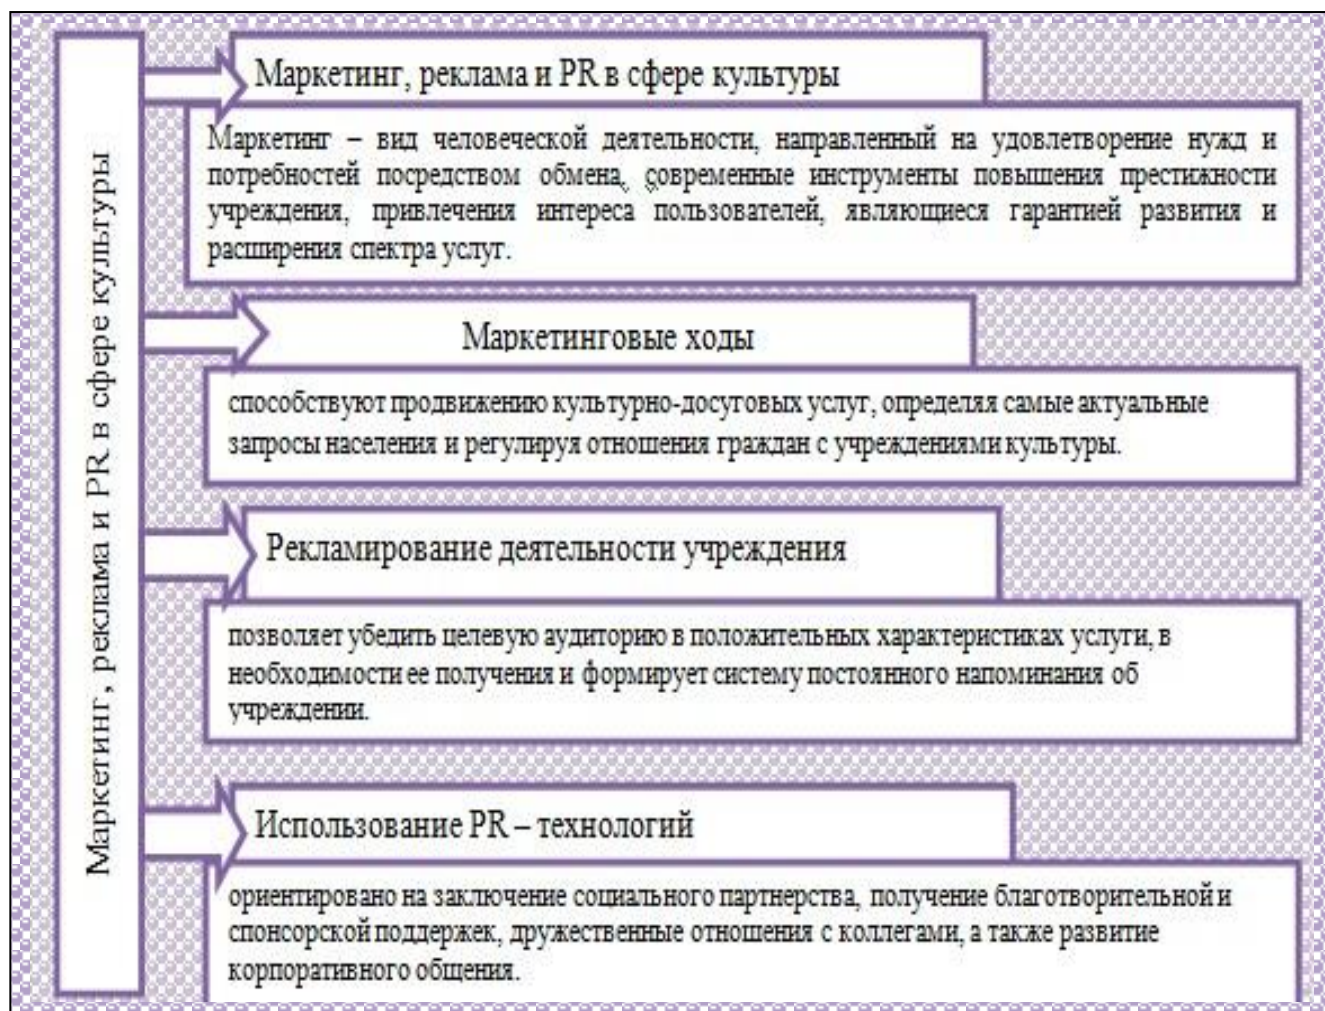 Маркетинг, реклама и PR в сфере культуры
Маркетинг, реклама и PR в сфере культуры
Маркетинг – вид человеческой деятельности, направленный на удовлетворение нужд и
потребностей посредством обмена, современные инструменты повышения престижности
учреждения, привлечения интереса пользователей, являющиеся гарантией развития и
расширения спектра услуг.
Маркетинговые ходы
способствуют продвижению культурно-досуговых услуг, определяя самые актуальные
запросы населения и регулируя отношения граждан с учреждениями культуры.
Рекламирование деятельности учреждения
позволяет убедить целевую аудиторию в положительных характеристиках услуги, в
необходимости ее получения и формирует систему постоянного напоминания об
учреждении.
Использование PR – технологий
ориентировано на заключение социального партнерства, получение благотворительной и
спонсорской поддержек, дружественные отношения с коллегами, а также развитие
корпоративного общения.